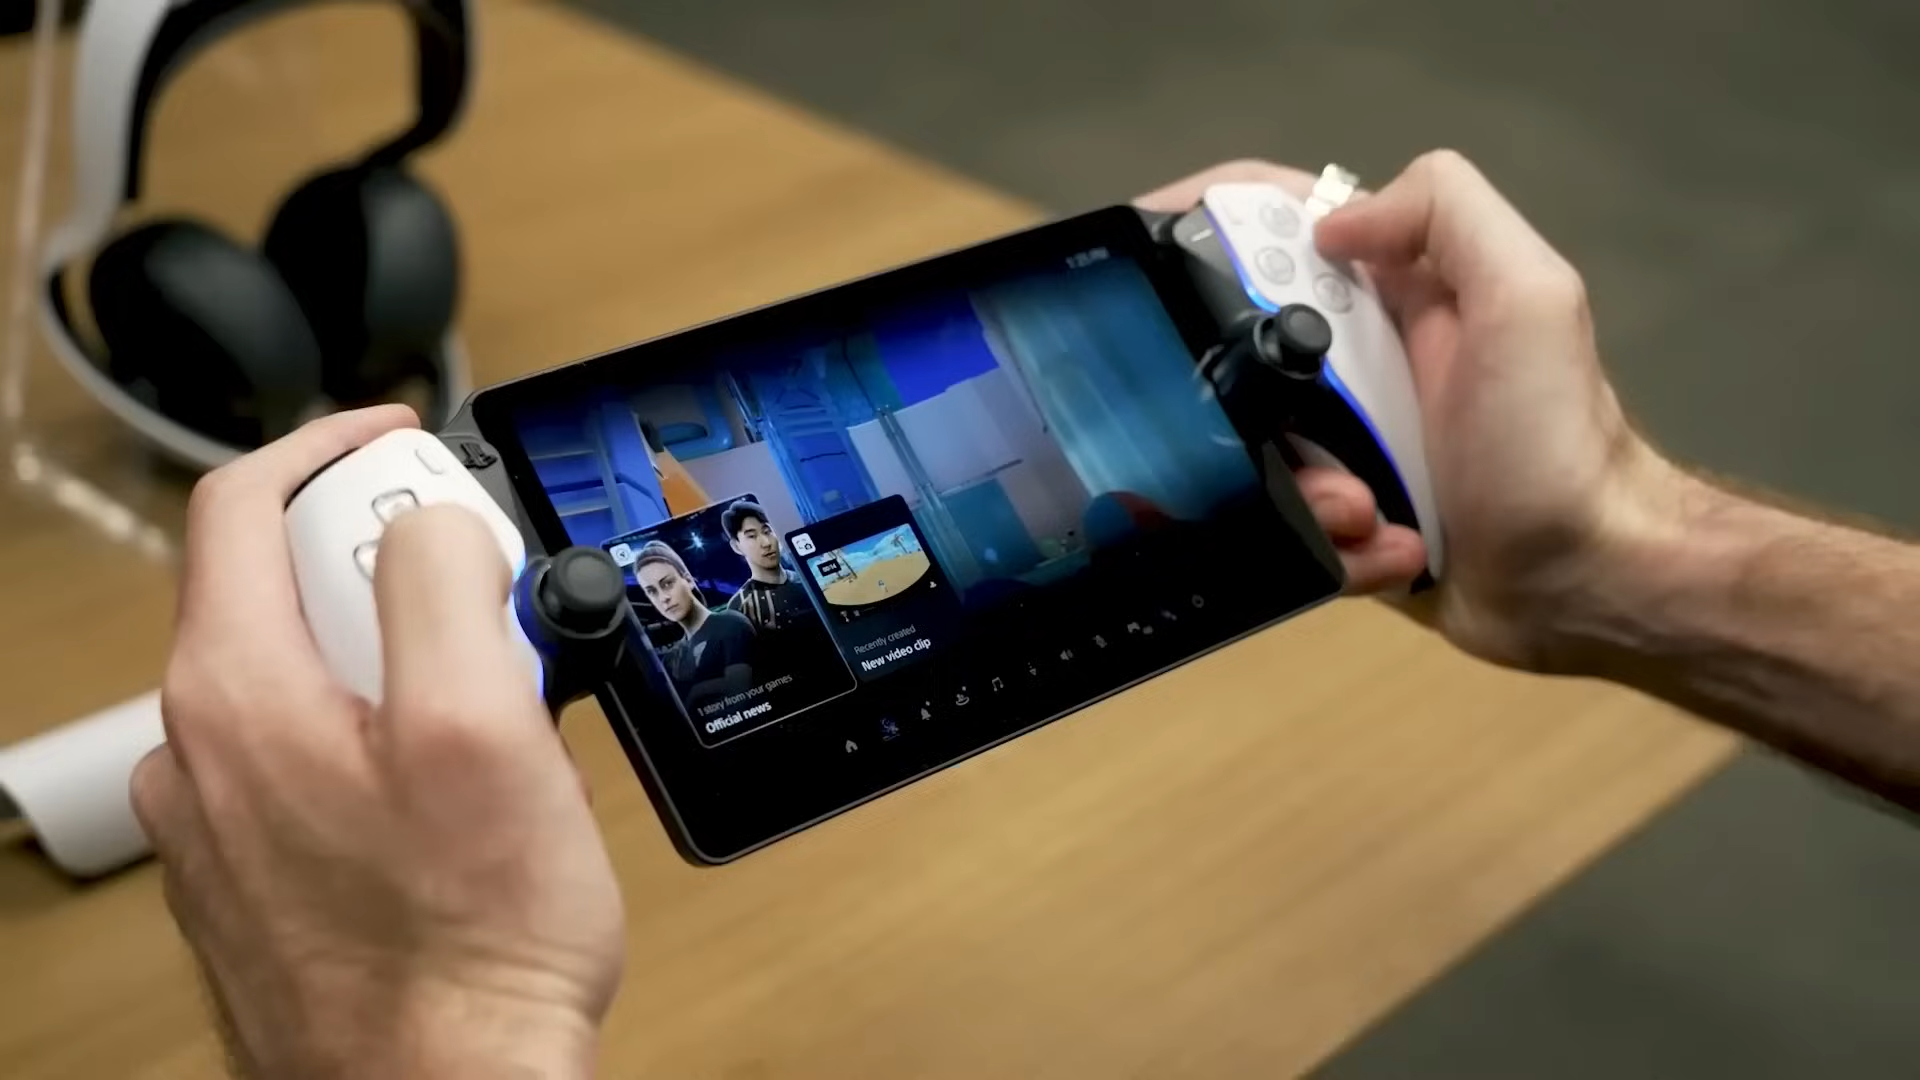 1 story from your games
Official news
Recently created
New video clip